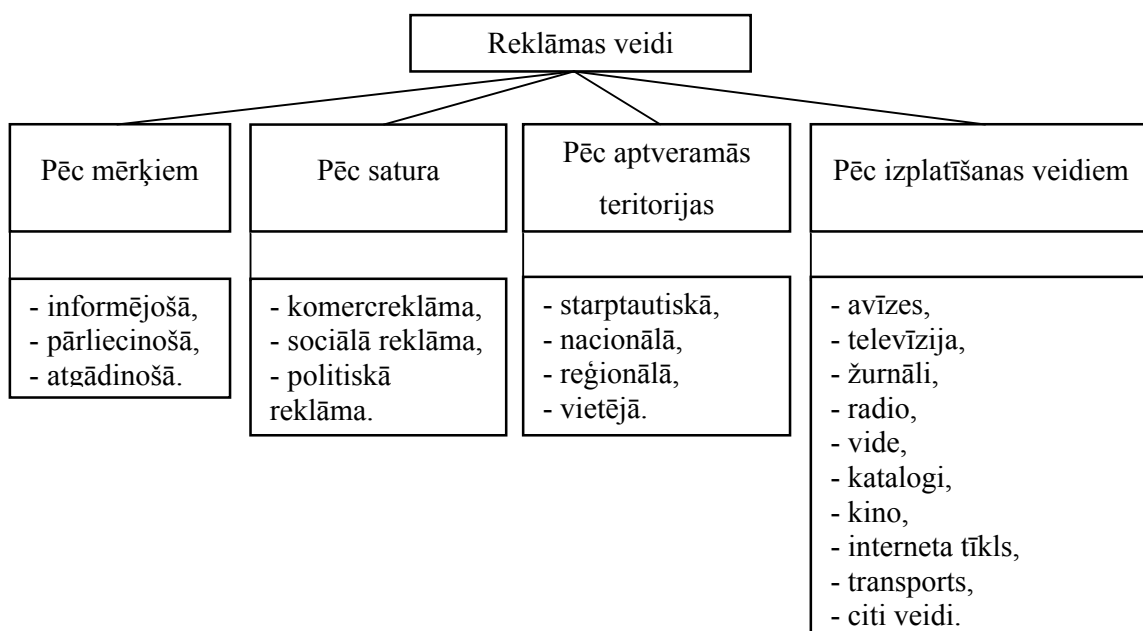 Reklāmas veidi
Pēc mērķiem
Pēc satura
Pēc aptveramās
teritorijas
Pēc izplatīšanas veidiem
- informējošā,
- pārliecinošā,
- atgādinošā.
- komercreklāma,
- sociālā reklāma,
- politiskā
reklāma.
- starptautiskā,
- nacionālā,
- reģionālā,
- vietējā.
- avīzes,
- televīzija,
- žurnāli,
- radio,
- vide,
- katalogi,
- kino,
- interneta tīkls,
- transports,
- citi veidi.